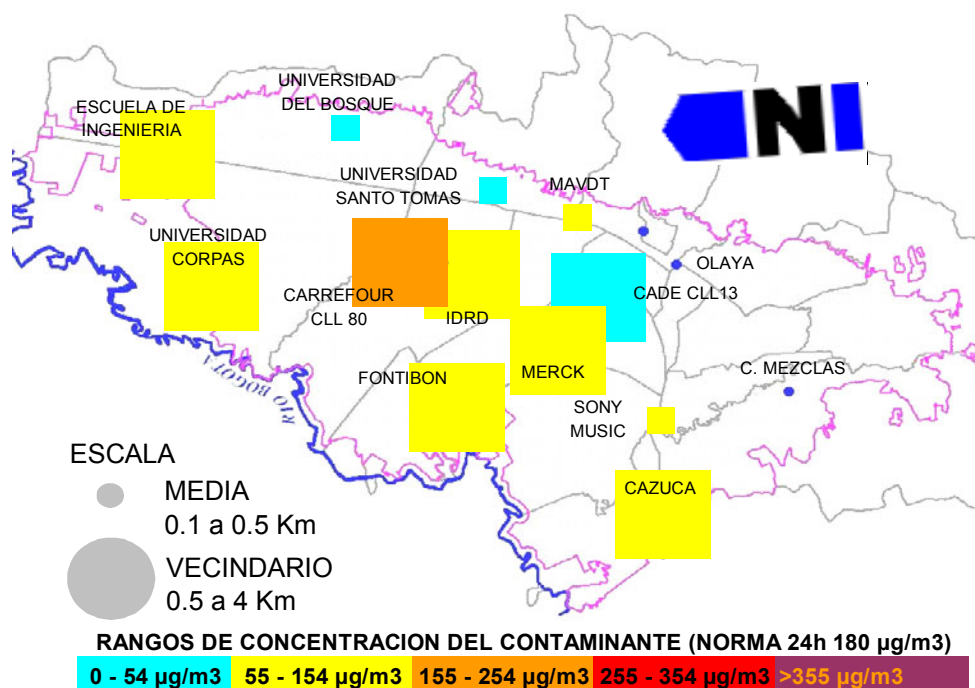 UNIVERSIDAD
DEL BOSQUE
ESCUELA DE
INGENIERIA
N
UNIVERSIDAD
SANTO TOMAS
MAVDT
UNIVERSIDAD
CORPAS
OLAYA
CADE CLL13
CARREFOUR
CLL 80
IDRD
FONTIBON
MERCK
C. MEZCLAS
RIO BOGOTA
SONY
MUSIC
ESCALA
MEDIA
0.1 a 0.5 Km
CAZUCA
VECINDARIO
0.5 a 4 Km
RANGOS DE CONCENTRACION DEL CONTAMINANTE (NORMA 24h 180 µg/m3)
0 - 54 µg/m3 55 - 154 µg/m3 155 - 254 µg/m3 255 - 354 µg/m3 >355 µg/m3